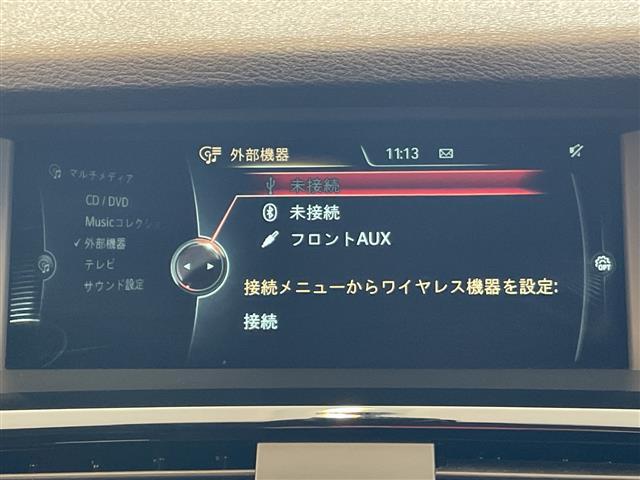 外部機器
11:13
マルチメディア
CD / DVD
Musicコレクショ
✓外部機器
テレビ
サウンド設定
未接続
未接続
フロントAUX
接続メニューからワイヤレス機器を設定:
接続
OPT